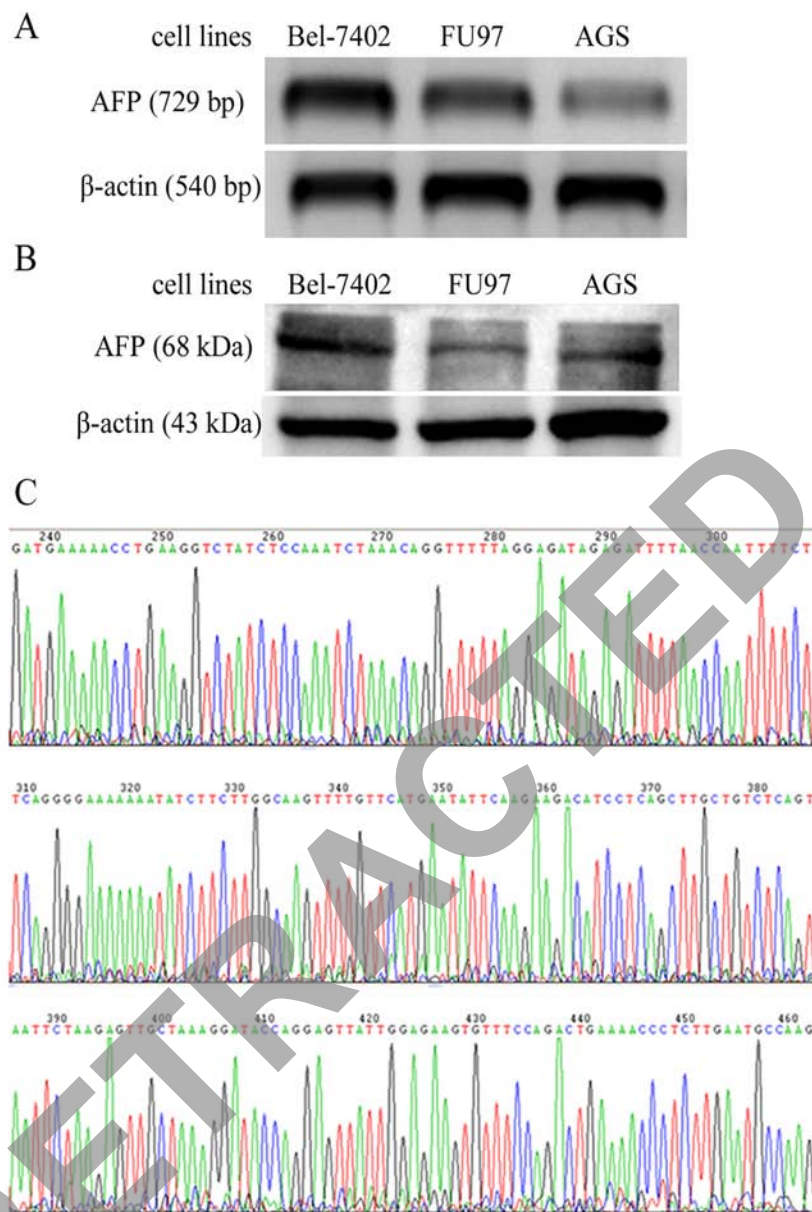 A
cell lines Bel-7402 FU97 AGS
AFP (729 bp)
β-actin (540 bp)
B
cell lines Bel-7402 FU97 AGS
AFP (68 kDa)
β-actin (43 kDa)
C
240 250 260 270 280 290 300
GATGAAAAACCTGAAGGTCTATCTCCAAATCTAAACAGGTTTTTAGGAGATAGAGATTTTAACCAATTTTCT
310 320 330 340 350 360 370 380
TCAGGGGAAAAAAATATCTTCTTGGCAAGTTTTGTTCATGAATATTCAAGAAGACATCCTCAGCTTGCTGTCTCAGT
390 400 410 420 430 440 450 460
AATTCTAAGAGTTGCTAAAGGATACCAGGAGTTATTGGAGAAGTGTTTCCAGACTGAAAACCCTCTTGAATGCCAAG
RETRACTED